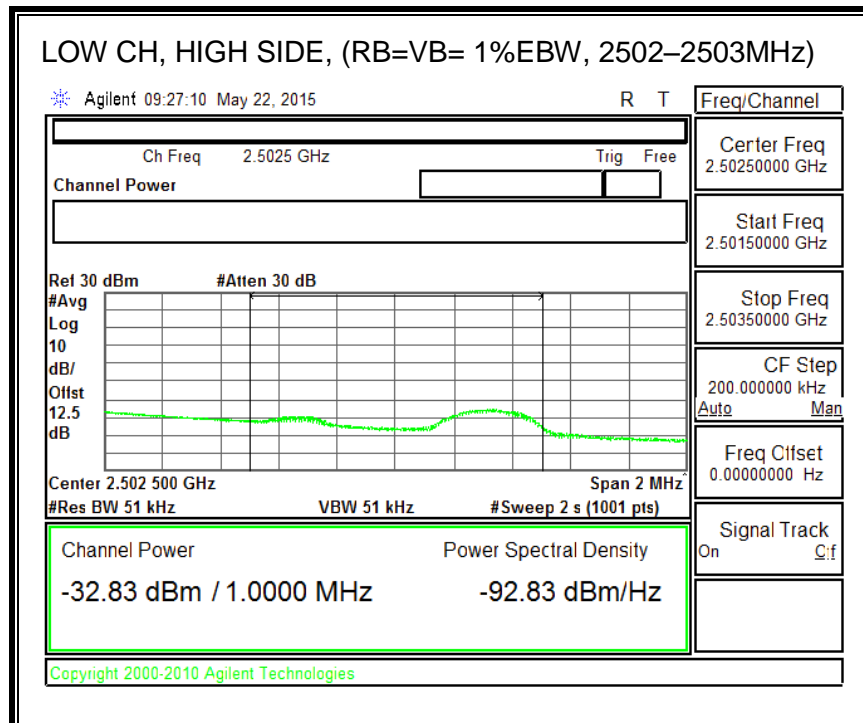 LOW CH, HIGH SIDE, (RB=VB= 1%EBW, 2502–2503MHz)
Agilent 09:27:10 May 22, 2015 R T
Freq/Channel
Ch Freq 2.5025 GHz Trig Free
Channel Power
Center Freq
2.50250000 GHz
Start Freq
2.50150000 GHz
Ref 30 dBm #Atten 30 dB
#Avg
Log
10
dB/
Offst
12.5
dB
Stop Freq
2.50350000 GHz
CF Step
200.000000 kHz
Auto Man
Freq Offset
0.00000000 Hz
Center 2.502 500 GHz Span 2 MHz
#Res BW 51 kHz VBW 51 kHz #Sweep 2 s (1001 pts)
Signal Track
On Off
Channel Power Power Spectral Density
-32.83 dBm / 1.0000 MHz -92.83 dBm/Hz
Copyright 2000-2010 Agilent Technologies